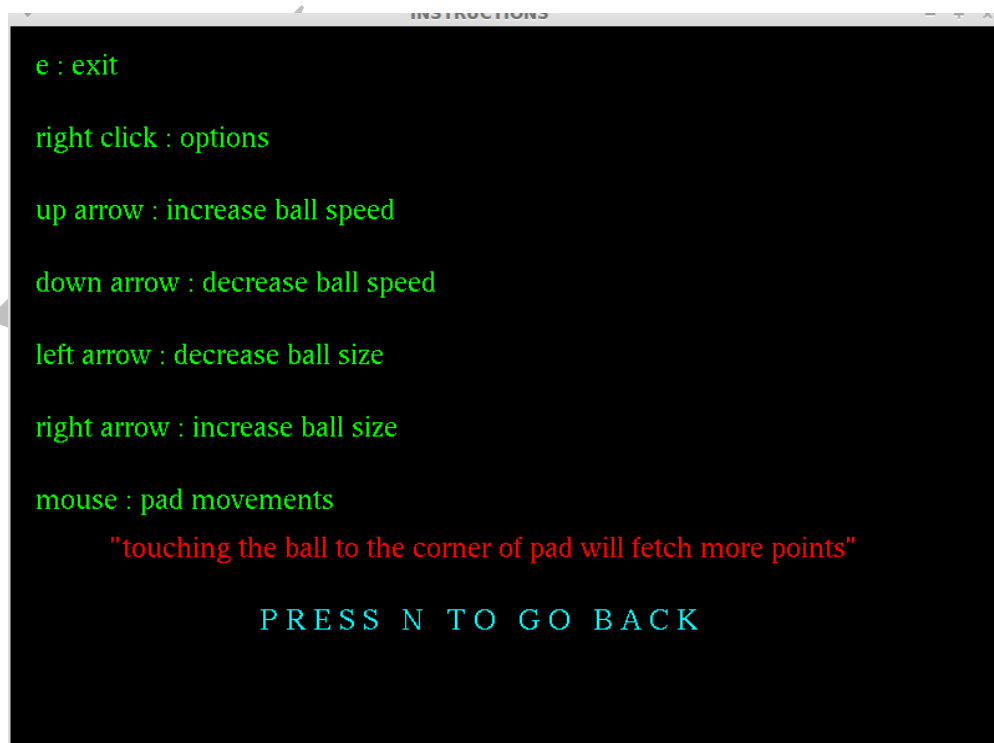 INSTRUCTIONS
e : exit
right click : options
up arrow : increase ball speed
down arrow : decrease ball speed
left arrow : decrease ball size
right arrow : increase ball size
mouse : pad movements
"touching the ball to the corner of pad will fetch more points"
PRESS N TO GO BACK